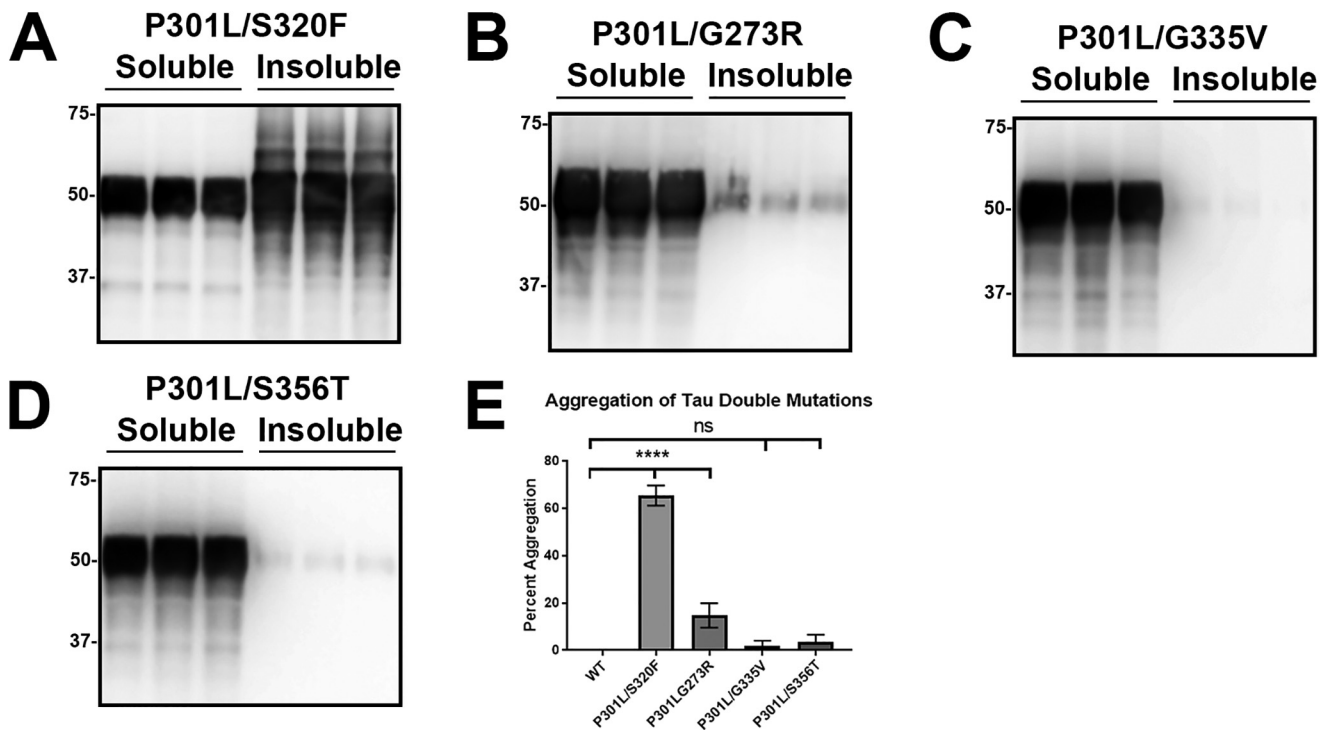 A
P301L/S320F
Soluble Insoluble
75-
50-
37-
B
P301L/G273R
Soluble Insoluble
75-
50-
37-
C
P301L/G335V
Soluble Insoluble
75-
50-
37-
D
P301L/S356T
Soluble Insoluble
75-
50-
37-
E
Aggregation of Tau Double Mutations
ns
****
Percent Aggregation
80
60
40
20
0
WT
P301L/S320F
P301LG273R
P301L/G335V
P301L/S356T